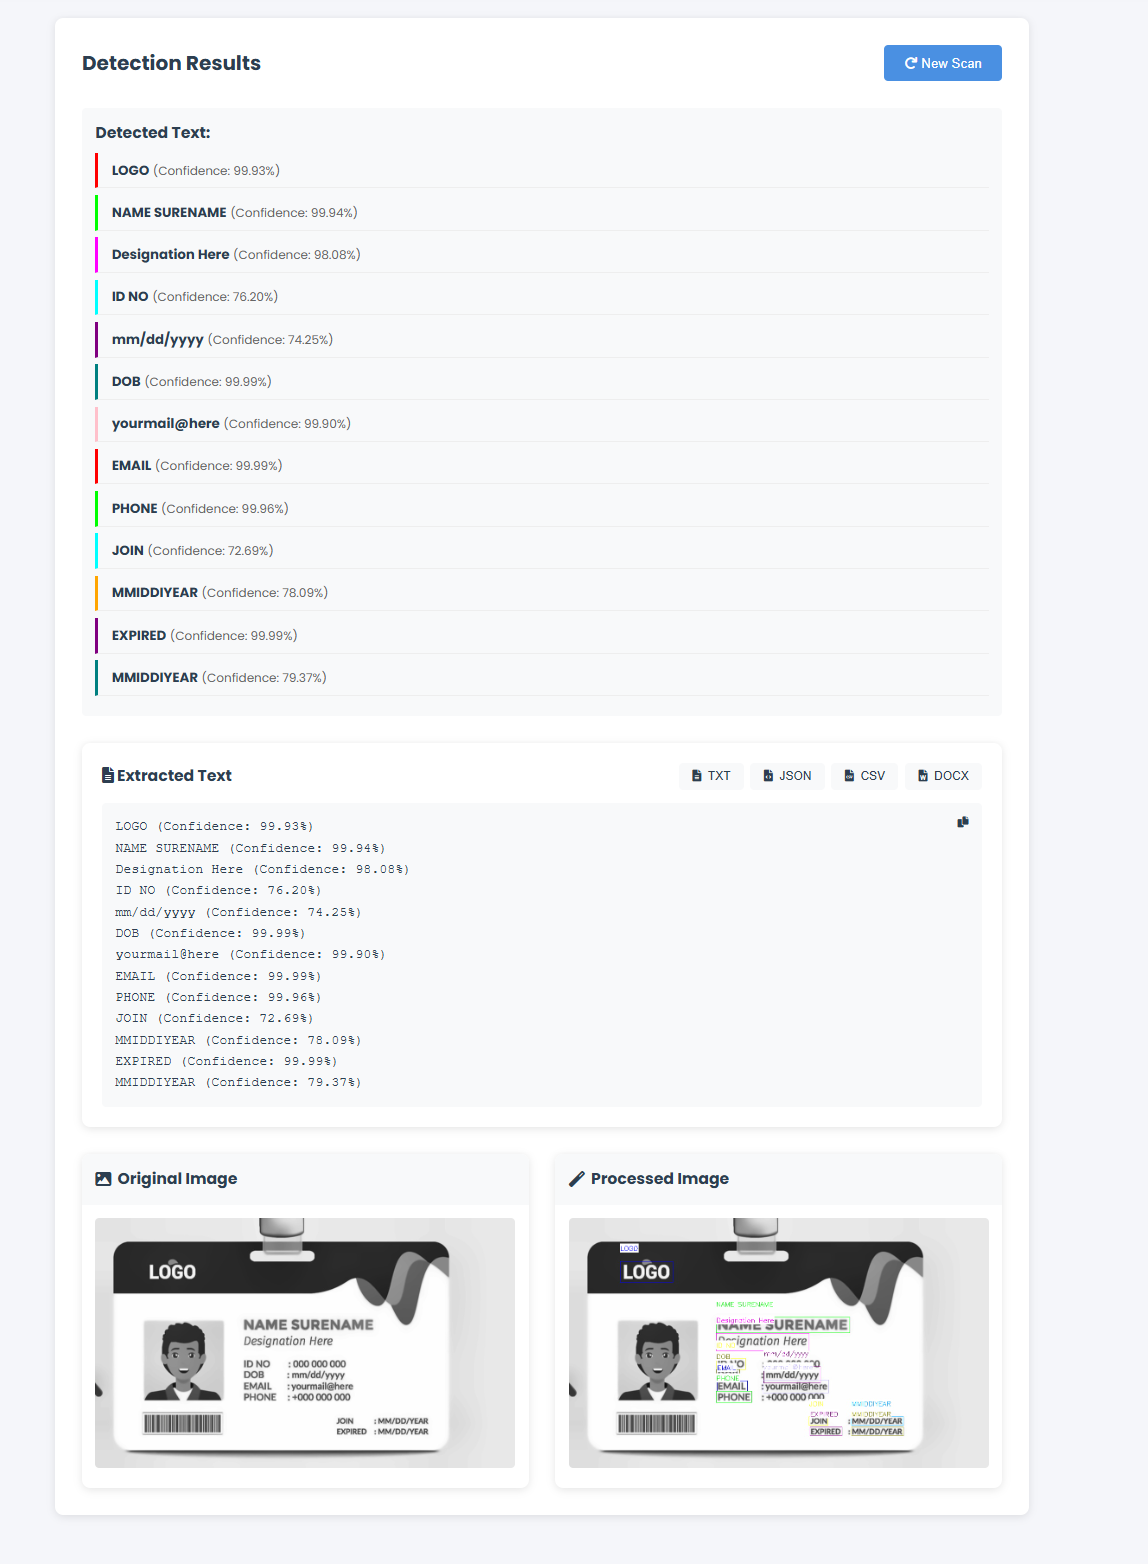 Detection Results
New Scan
Detected Text:
LOGO (Confidence: 99.93%)
NAME SURENAME (Confidence: 99.94%)
Designation Here (Confidence: 98.08%)
ID NO (Confidence: 76.20%)
mm/dd/yyyy (Confidence: 74.25%)
DOB (Confidence: 99.99%)
yourmail@here (Confidence: 99.90%)
EMAIL (Confidence: 99.99%)
PHONE (Confidence: 99.96%)
JOIN (Confidence: 72.69%)
MMIDDIYEAR (Confidence: 78.09%)
EXPIRED (Confidence: 99.99%)
MMIDDIYEAR (Confidence: 79.37%)
Extracted Text
TXT JSON CSV DOCX
LOGO (Confidence: 99.93%)
NAME SURENAME (Confidence: 99.94%)
Designation Here (Confidence: 98.08%)
ID NO (Confidence: 76.20%)
mm/dd/yyyy (Confidence: 74.25%)
DOB (Confidence: 99.99%)
yourmail@here (Confidence: 99.90%)
EMAIL (Confidence: 99.99%)
PHONE (Confidence: 99.96%)
JOIN (Confidence: 72.69%)
MMIDDIYEAR (Confidence: 78.09%)
EXPIRED (Confidence: 99.99%)
MMIDDIYEAR (Confidence: 79.37%)
Original Image
LOGO
NAME SURENAME
Designation Here
ID NO : 000 000 000
DOB : mm/dd/yyyy
EMAIL : yourmail@here
PHONE : +000 000 000
JOIN : MM/DD/YEAR
EXPIRED : MM/DD/YEAR
Processed Image
LOGO
LOGO
NAME SURENAME
Designation Here
NAME SURENAME
Designation Here
DOB mm/dd/yyyy
: mm/dd/yyyy
PHONE
EMAIL : yourmail@here
PHONE : +000 000 000
MMIDDIYEAR
EXPIRED MMIDDIYEAR
JOIN : MM/DD/YEAR
EXPIRED : MM/DD/YEAR